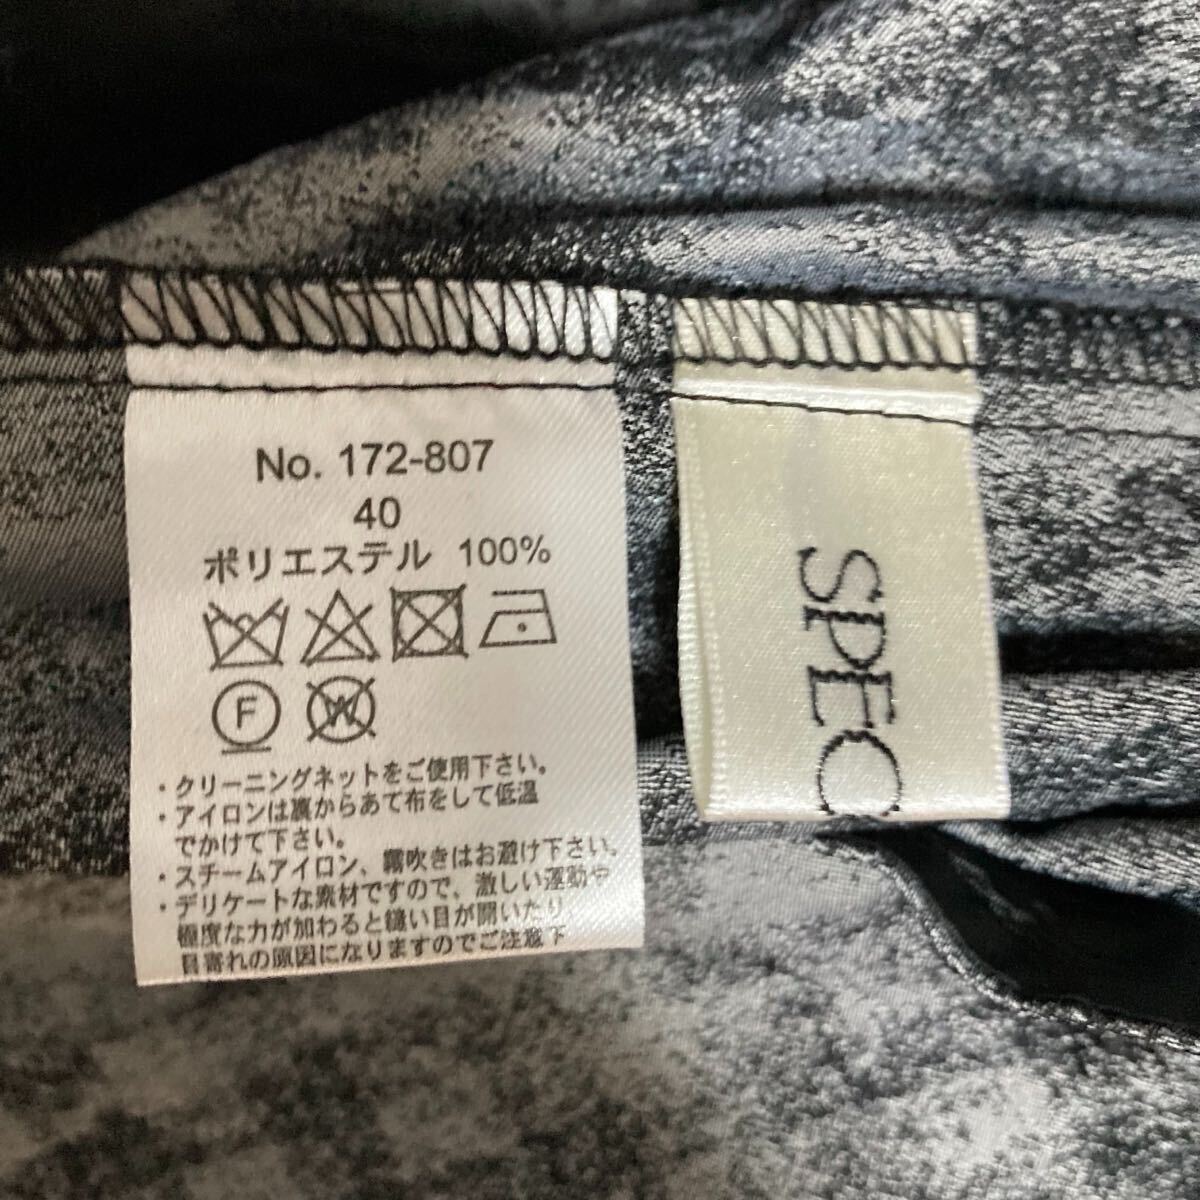 No. 172-807
40
ポリエステル 100%
F
W
・クリーニングネットをご使用下さい。
・アイロンは裏からあて布をして低温
でかけて下さい。
・スチームアイロン、霧吹きはお避け下さい。
・デリケートな素材ですので、激しい運動や
極度な力が加わると縫い目が開いたり
目寄れの原因になりますのでご注意下
SPEC